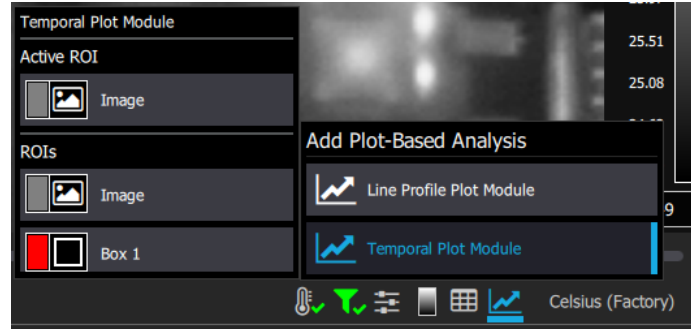 Temporal Plot Module
Active ROI
Image
ROIs
Image
Box 1
25.51
25.08
Add Plot-Based Analysis
Line Profile Plot Module
Temporal Plot Module
9
Celsius (Factory)